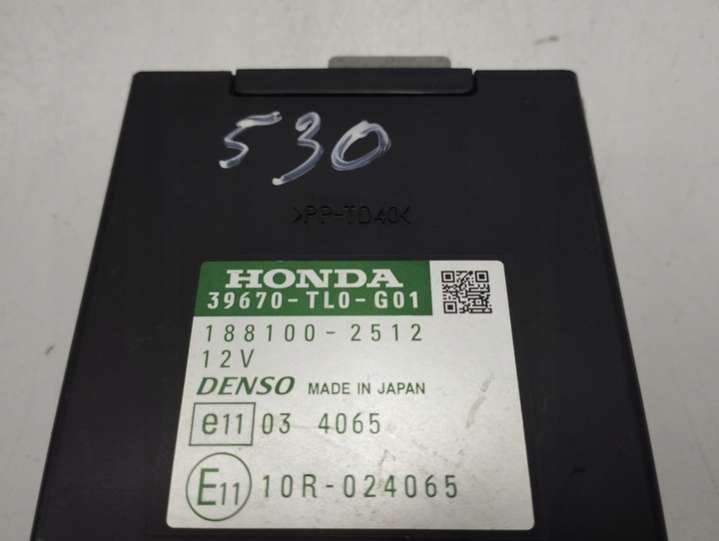 530
>PP-TD40<
HONDA
39670-TL0-G01
188100-2512
12V
DENSO MADE IN JAPAN
e11 03 4065
E11 10R-024065